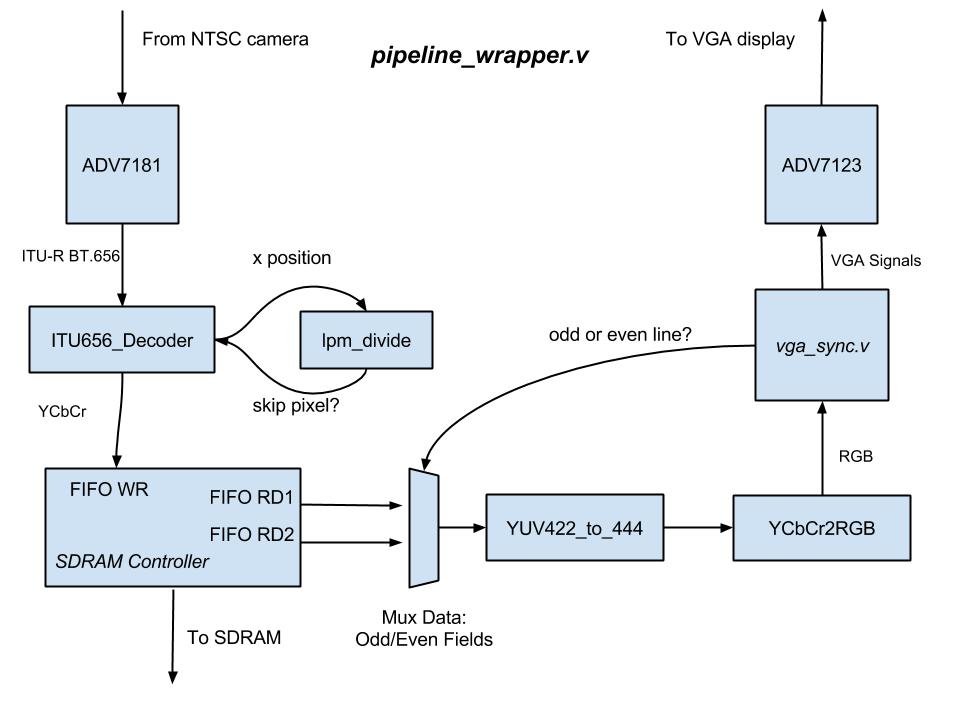 From NTSC camera
pipeline_wrapper.v
To VGA display
ADV7181
ADV7123
ITU-R BT.656
x position
VGA Signals
ITU656_Decoder
lpm_divide
odd or even line?
vga_sync.v
YCbCr
skip pixel?
RGB
FIFO WR
FIFO RD1
FIFO RD2
SDRAM Controller
YUV422_to_444
YCbCr2RGB
Mux Data:
Odd/Even Fields
To SDRAM